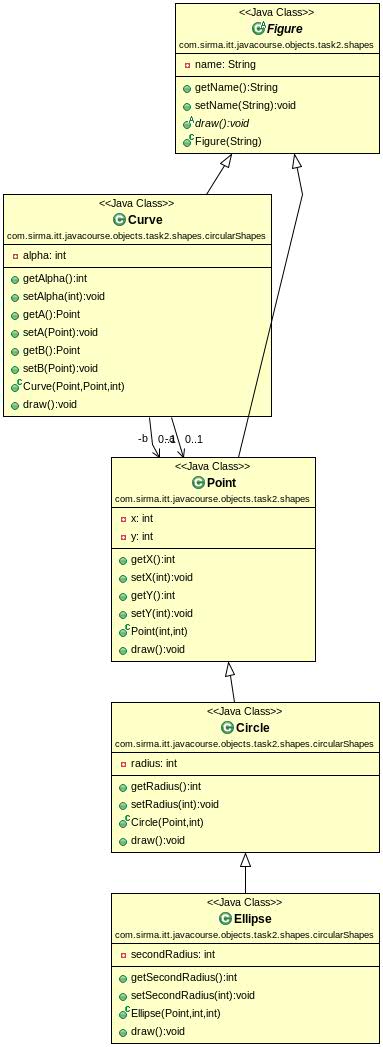 <<Java Class>>
Figure
com.sirma.itt.javacourse.objects.task2.shapes
name: String
getName():String
setName(String):void
draw():void
Figure(String)
<<Java Class>>
Curve
com.sirma.itt.javacourse.objects.task2.shapes.circularShapes
alpha: int
getAlpha():int
setAlpha(int):void
getA():Point
setA(Point):void
getB():Point
setB(Point):void
Curve(Point,Point,int)
draw():void
-b 0..1 -a 0..1
<<Java Class>>
Point
com.sirma.itt.javacourse.objects.task2.shapes
x: int
y: int
getX():int
setX(int):void
getY():int
setY(int):void
Point(int,int)
draw():void
<<Java Class>>
Circle
com.sirma.itt.javacourse.objects.task2.shapes.circularShapes
radius: int
getRadius():int
setRadius(int):void
Circle(Point,int)
draw():void
<<Java Class>>
Ellipse
com.sirma.itt.javacourse.objects.task2.shapes.circularShapes
secondRadius: int
getSecondRadius():int
setSecondRadius(int):void
Ellipse(Point,int,int)
draw():void